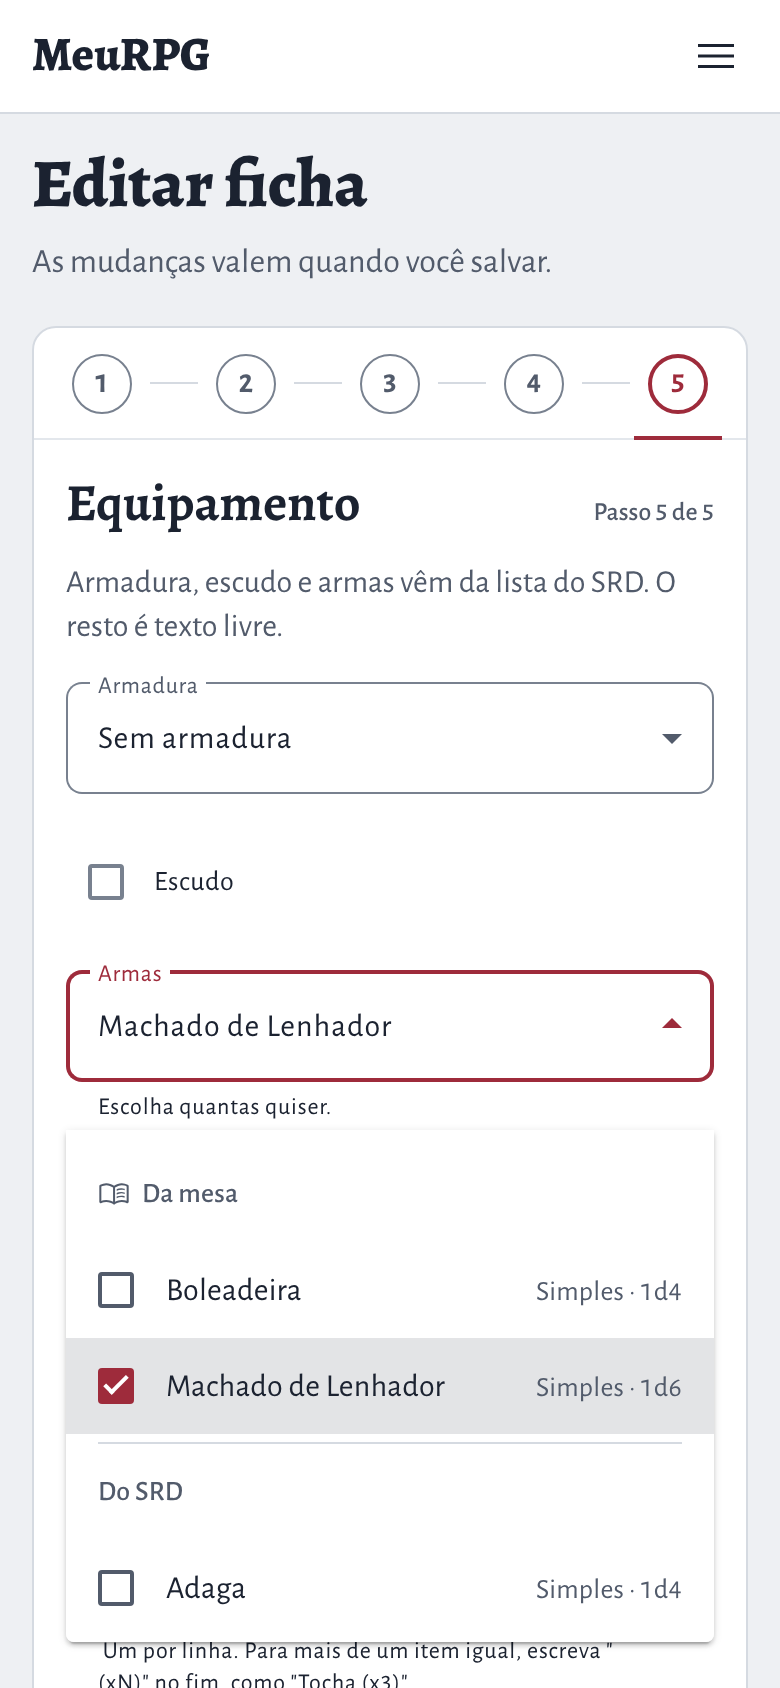 MeuRPG
Editar ficha
As mudanças valem quando você salvar.
1 2 3 4 5
Equipamento
Passo 5 de 5
Armadura, escudo e armas vêm da lista do SRD. O
resto é texto livre.
Armadura
Sem armadura
Escudo
Armas
Machado de Lenhador
Escolha quantas quiser.
Da mesa
Boleadeira Simples · 1d4
Machado de Lenhador Simples · 1d6
Do SRD
Adaga Simples · 1d4
Um por linha. Para mais de um item igual, escreva "
(xN)" no fim, como "Tocha (x3)"